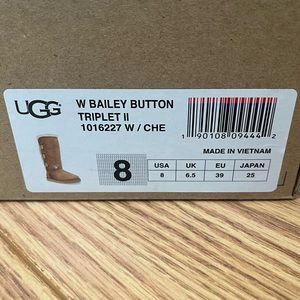 UGG
W BAILEY BUTTON
TRIPLET II
1016227 W / CHE
1 90108 09444 2
MADE IN VIETNAM
8
USA UK EU JAPAN
8 6.5 39 25